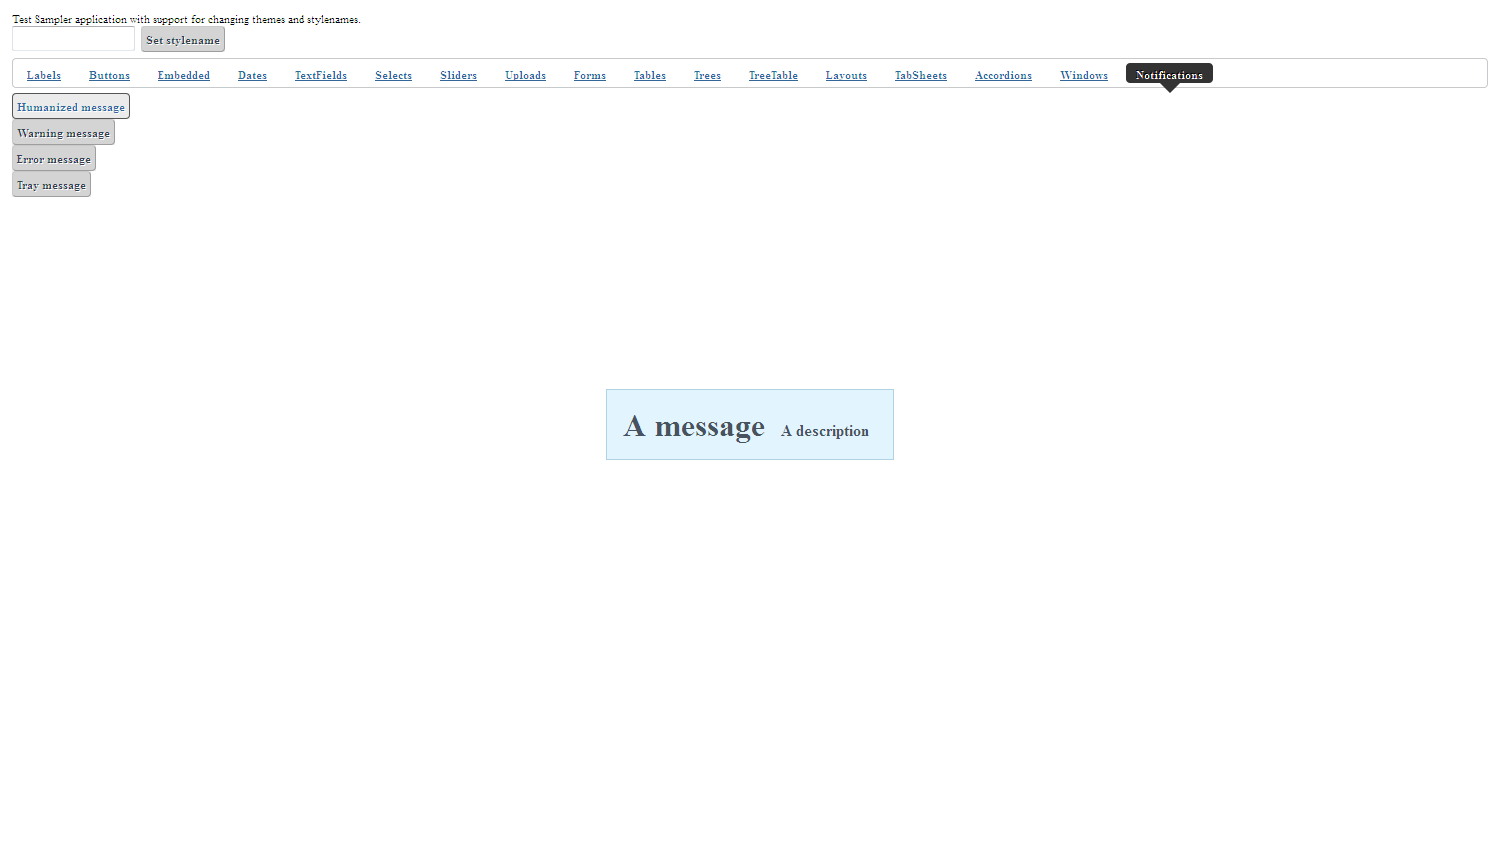 Test Sampler application with support for changing themes and stylenames.
Set stylename
Labels Buttons Embedded Dates TextFields Selects Sliders Uploads Forms Tables Trees TreeTable Layouts TabSheets Accordions Windows Notifications
Humanized message
Warning message
Error message
Tray message
A message A description